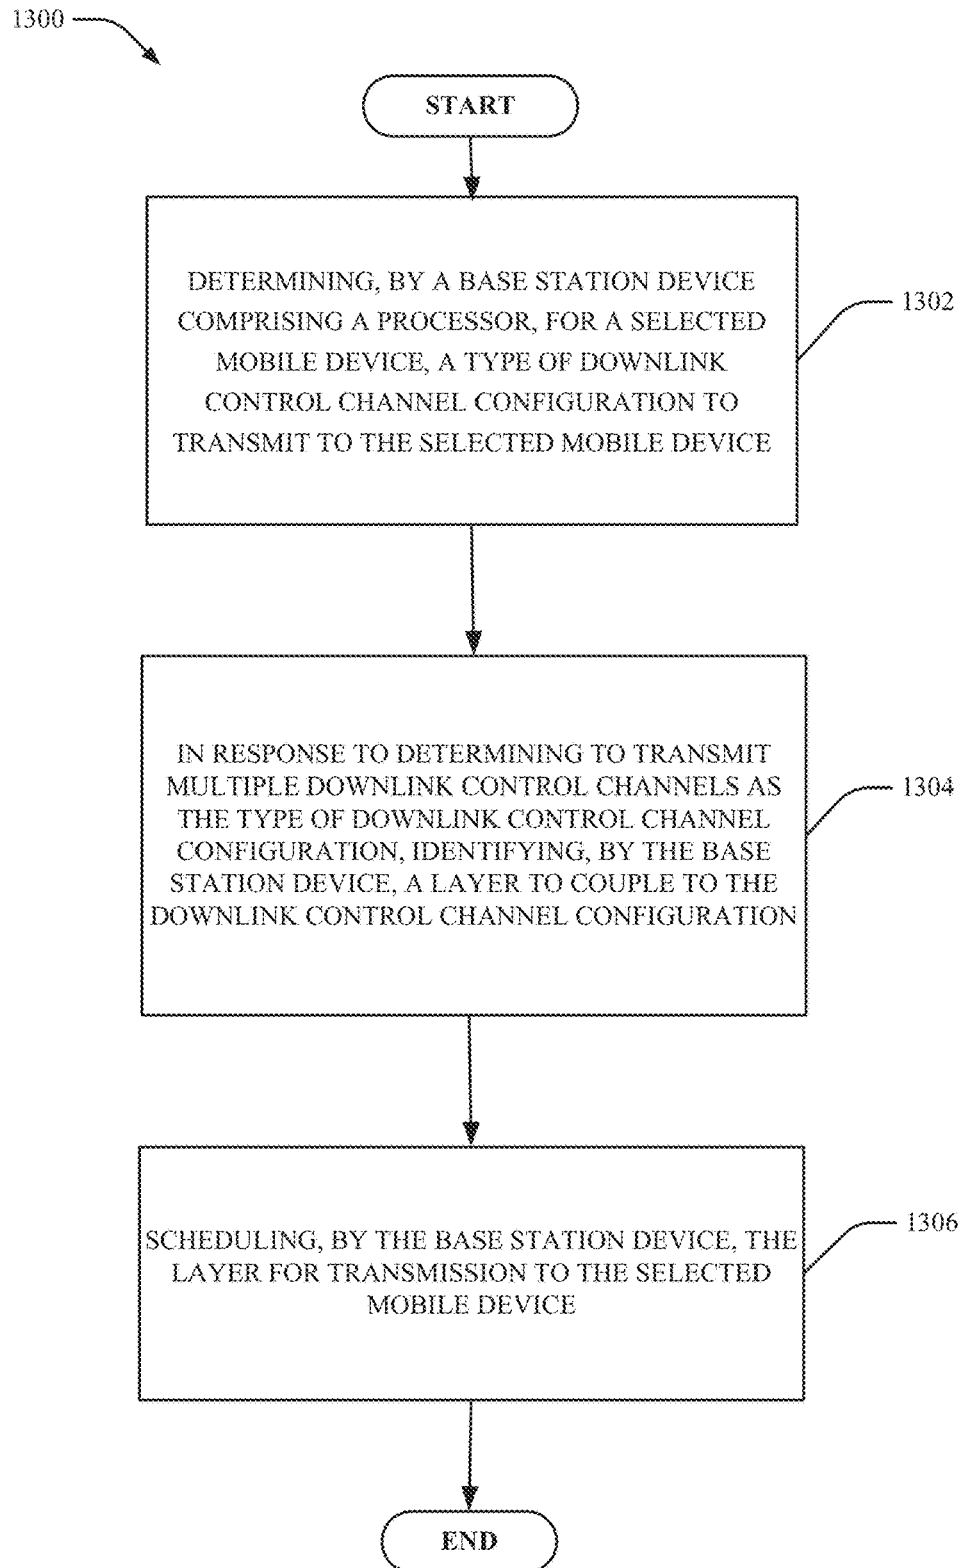 1300
START
DETERMINING, BY A BASE STATION DEVICE
COMPRISING A PROCESSOR, FOR A SELECTED
MOBILE DEVICE, A TYPE OF DOWNLINK
CONTROL CHANNEL CONFIGURATION TO
TRANSMIT TO THE SELECTED MOBILE DEVICE
1302
IN RESPONSE TO DETERMINING TO TRANSMIT
MULTIPLE DOWNLINK CONTROL CHANNELS AS
THE TYPE OF DOWNLINK CONTROL CHANNEL
CONFIGURATION, IDENTIFYING, BY THE BASE
STATION DEVICE, A LAYER TO COUPLE TO THE
DOWNLINK CONTROL CHANNEL CONFIGURATION
1304
SCHEDULING, BY THE BASE STATION DEVICE, THE
LAYER FOR TRANSMISSION TO THE SELECTED
MOBILE DEVICE
1306
END